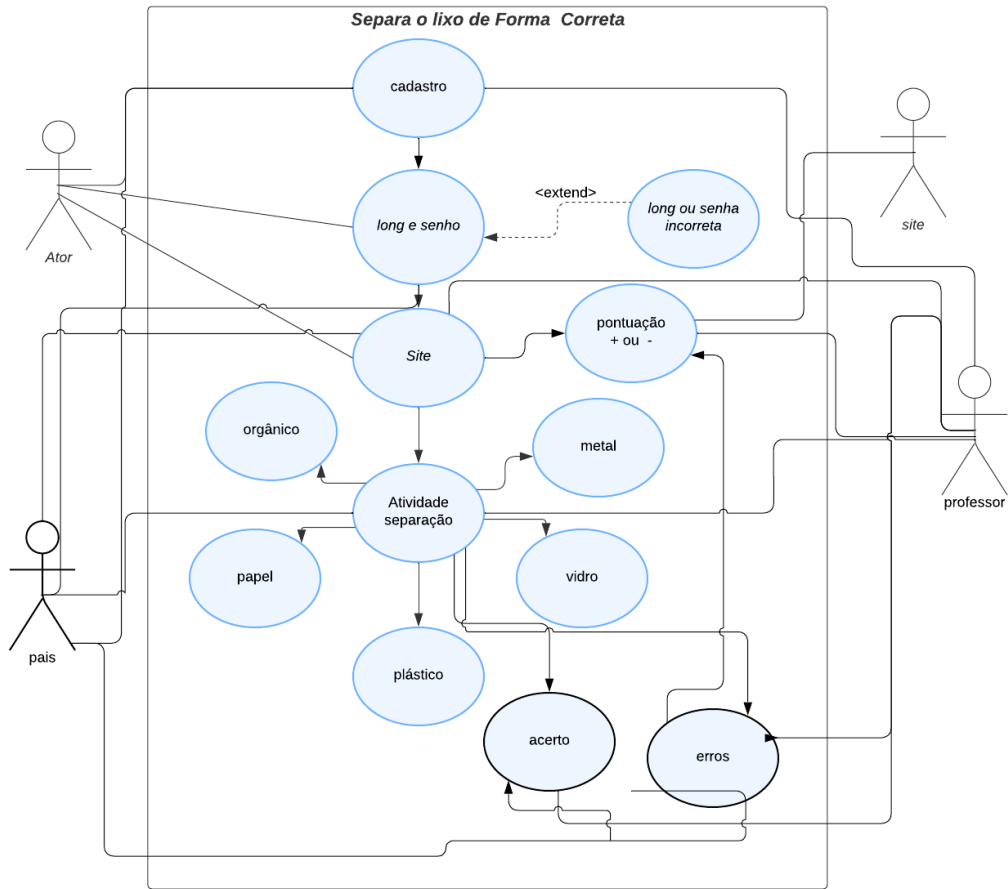 Separa o lixo de Forma  Correta
cadastro
<extend>
long e senho
long ou senha
incorreta
Ator
site
pontuação
+ ou  -
Site
orgânico
metal
Atividade
separação
professor
papel
vidro
pais
plástico
acerto
erros